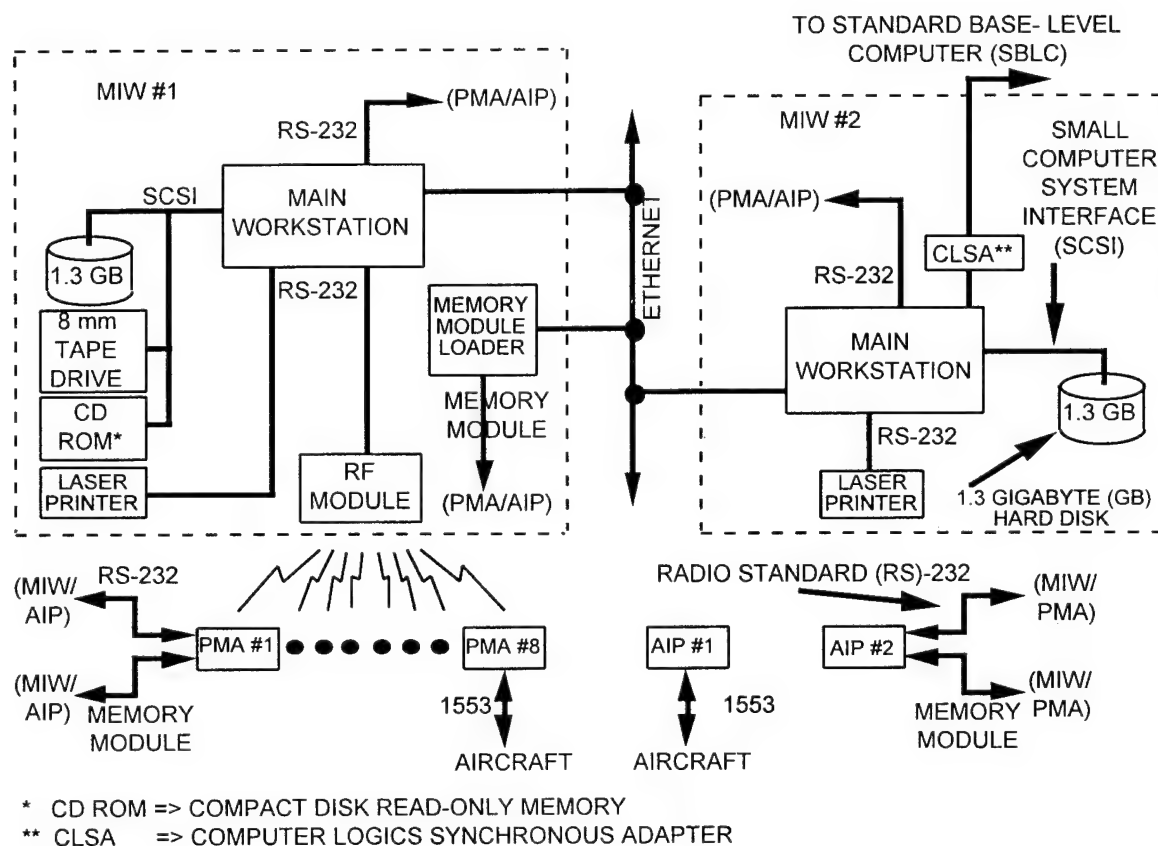 TO STANDARD BASE- LEVEL
COMPUTER (SBLC)
MIW #1
(PMA/AIP)
RS-232
SCSI
MAIN
WORKSTATION
1.3 GB
RS-232
8 mm
TAPE
DRIVE
CD
ROM*
LASER
PRINTER
RF
MODULE
MEMORY
MODULE
LOADER
MEMORY
MODULE
(PMA/AIP)
ETHERNET
MIW #2
SMALL
COMPUTER
SYSTEM
INTERFACE
(SCSI)
(PMA/AIP)
RS-232
CLSA**
MAIN
WORKSTATION
1.3 GB
RS-232
LASER
PRINTER
1.3 GIGABYTE (GB)
HARD DISK
(MIW/
AIP)
RS-232
PMA #1
PMA #8
(MIW/
AIP)
MEMORY
MODULE
1553
AIRCRAFT
RADIO STANDARD (RS)-232
AIP #1
1553
AIRCRAFT
AIP #2
(MIW/
PMA)
(MIW/
PMA)
MEMORY
MODULE
* CD ROM => COMPACT DISK READ-ONLY MEMORY
** CLSA => COMPUTER LOGICS SYNCHRONOUS ADAPTER